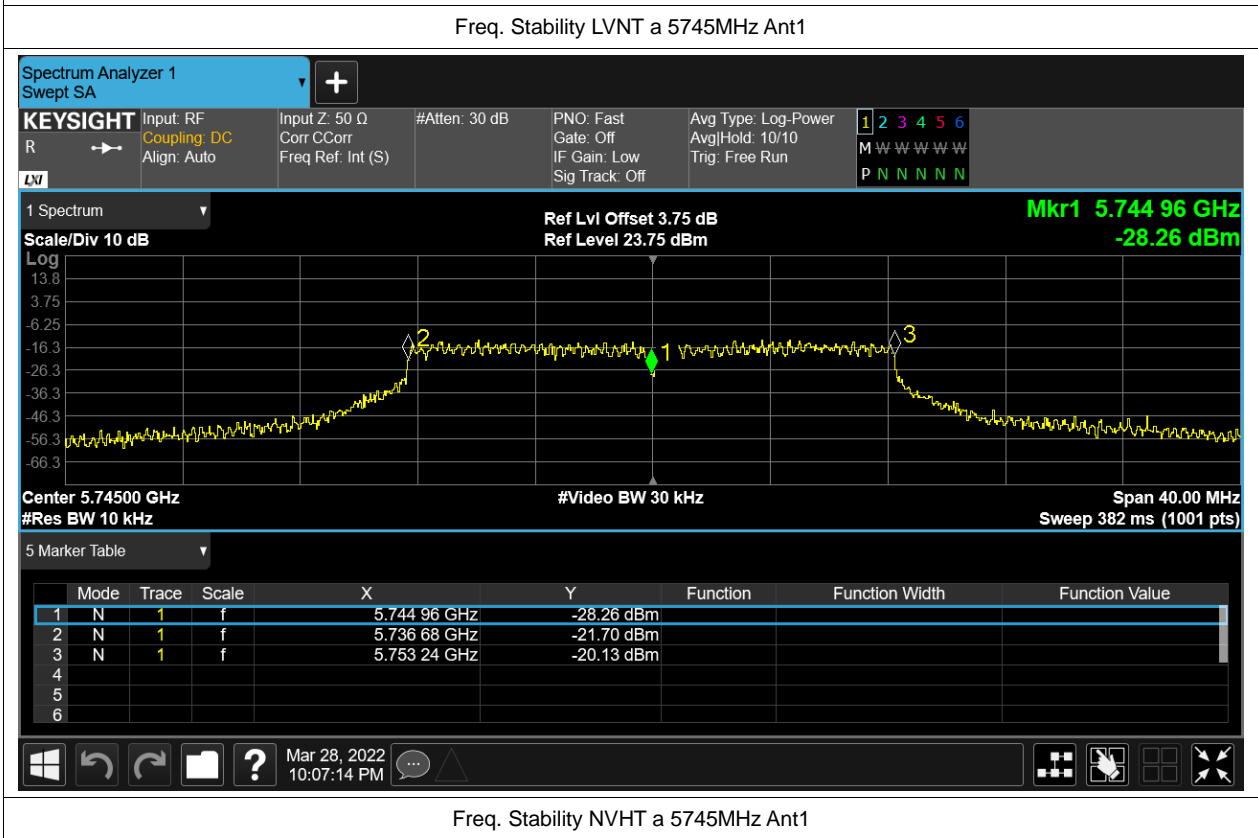 Freq. Stability LVNT a 5745MHz Ant1
Spectrum Analyzer 1
Swept SA
KEYSIGHT
R
LXI
Input: RF
Coupling: DC
Align: Auto
Input Z: 50 Ω
Corr CCorr
Freq Ref: Int (S)
#Atten: 30 dB
PNO: Fast
Gate: Off
IF Gain: Low
Sig Track: Off
Avg Type: Log-Power
Avg|Hold: 10/10
Trig: Free Run
1 2 3 4 5 6
M W W W W W
P N N N N N
1 Spectrum
Scale/Div 10 dB
Ref Lvl Offset 3.75 dB
Ref Level 23.75 dBm
Mkr1 5.744 96 GHz
-28.26 dBm
Log
13.8
3.75
-6.25
-16.3
-26.3
-36.3
-46.3
-56.3
-66.3
2
1
3
Center 5.74500 GHz
#Video BW 30 kHz
Span 40.00 MHz
#Res BW 10 kHz
Sweep 382 ms (1001 pts)
5 Marker Table
Mode Trace Scale X Y Function Function Width Function Value
1 N 1 f 5.744 96 GHz -28.26 dBm
2 N 1 f 5.736 68 GHz -21.70 dBm
3 N 1 f 5.753 24 GHz -20.13 dBm
4
5
6
?
Mar 28, 2022
10:07:14 PM
Freq. Stability NVHT a 5745MHz Ant1